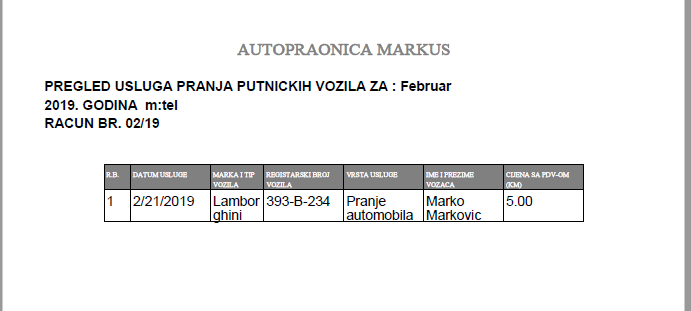 AUTOPRAONICA MARKUS
PREGLED USLUGA PRANJA PUTNICKIH VOZILA ZA : Februar
2019. GODINA m:tel
RACUN BR. 02/19
R.B. DATUM USLUGE MARKA I TIP VOZILA REGISTARSKI BROJ VOZILA VRSTA USLUGE IME I PREZIME VOZACA CIJENA SA PDV-OM (KM)
1 2/21/2019 Lambor ghini 393-B-234 Pranje automobila Marko Markovic 5.00